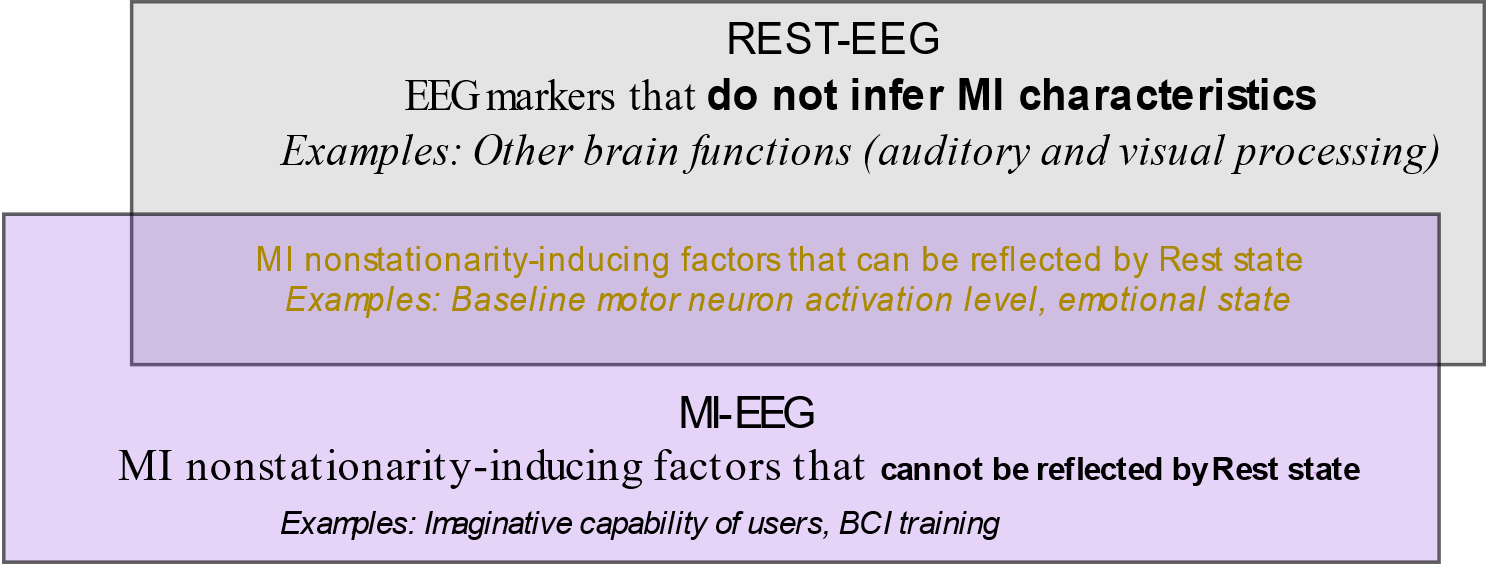 REST-EEG
EEG markers that do not infer MI characteristics
Examples: Other brain functions (auditory and visual processing)
MI nonstationarity-inducing factors that can be reflected by Rest state
Examples: Baseline motor neuron activation level, emotional state
MI-EEG
MI nonstationarity-inducing factors that cannot be reflected by Rest state
Examples: Imaginative capability of users, BCI training